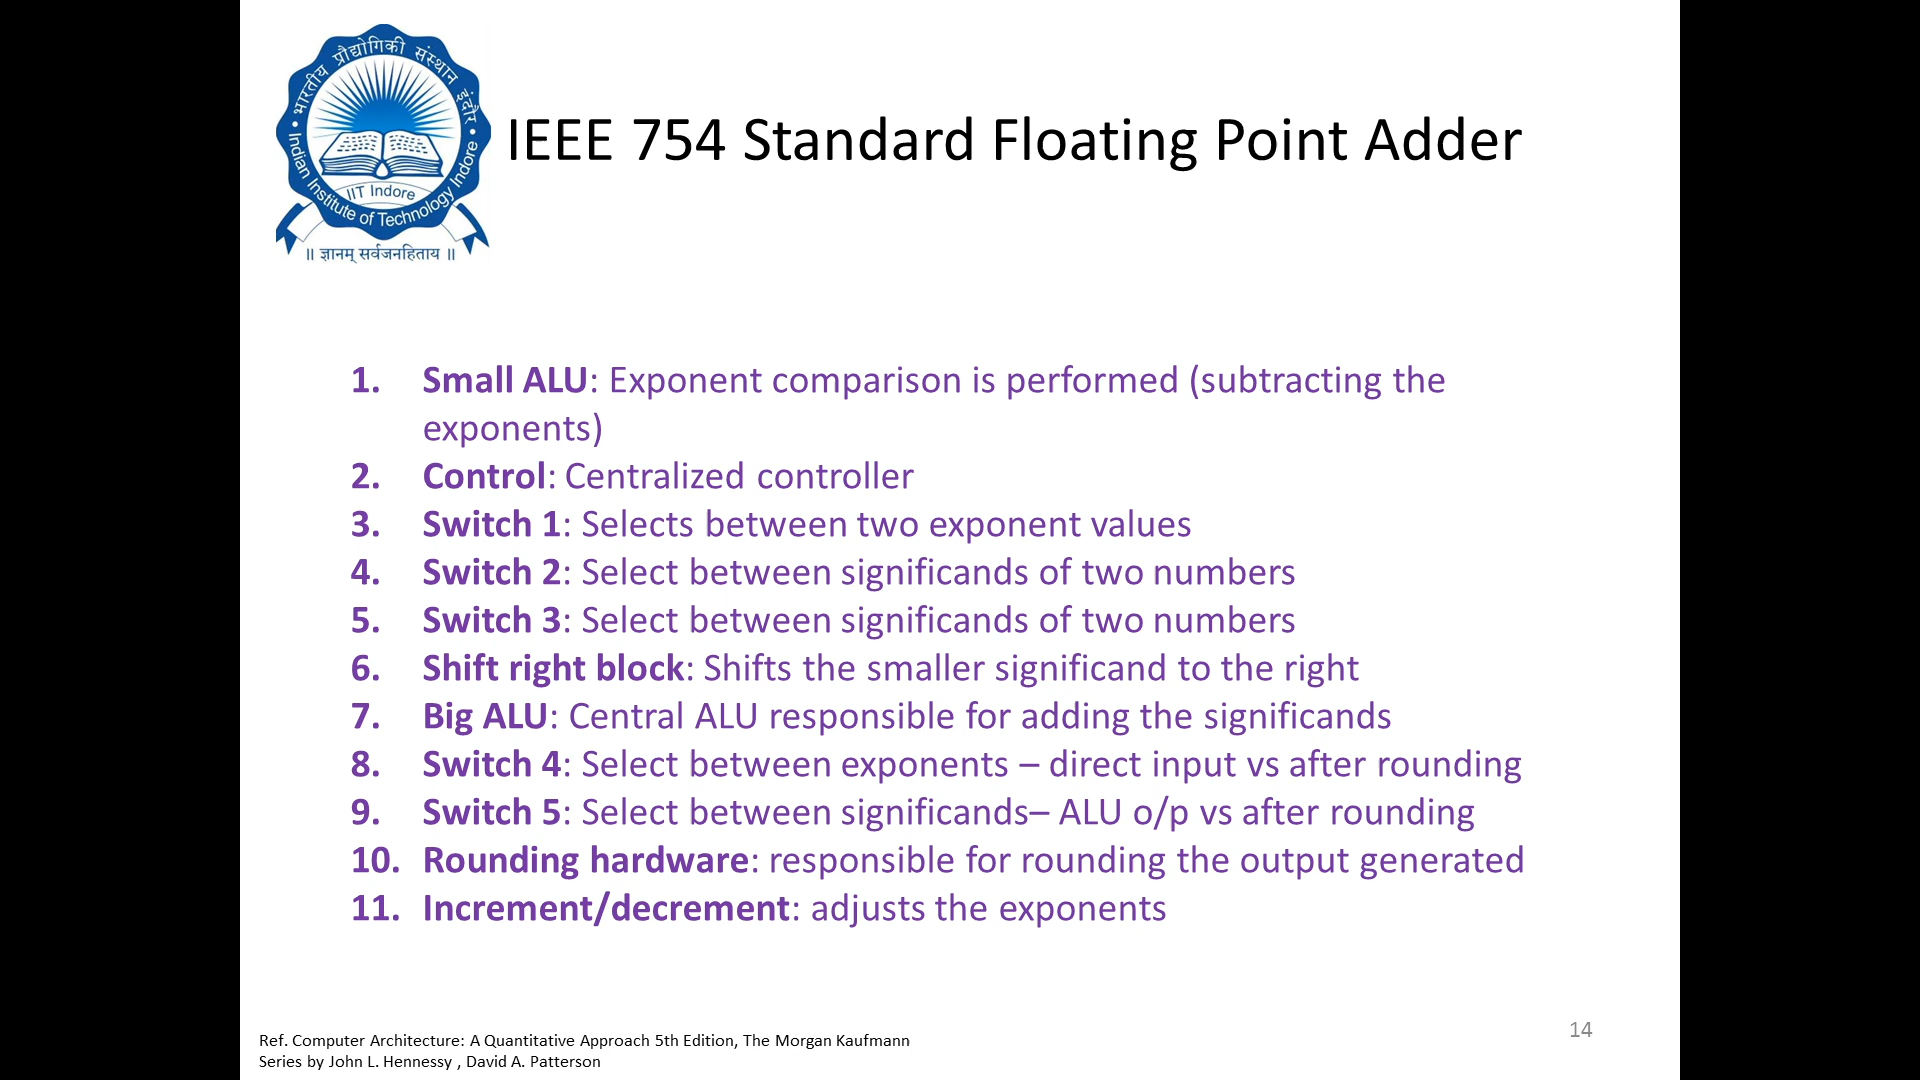 भारतीय प्रौद्योगिकी संस्थान इंदौर
Indian Institute of Technology Indore
IIT Indore
॥ ज्ञानम् सर्वजनहिताय ॥
IEEE 754 Standard Floating Point Adder
1. Small ALU: Exponent comparison is performed (subtracting the
exponents)
2. Control: Centralized controller
3. Switch 1: Selects between two exponent values
4. Switch 2: Select between significands of two numbers
5. Switch 3: Select between significands of two numbers
6. Shift right block: Shifts the smaller significand to the right
7. Big ALU: Central ALU responsible for adding the significands
8. Switch 4: Select between exponents – direct input vs after rounding
9. Switch 5: Select between significands– ALU o/p vs after rounding
10. Rounding hardware: responsible for rounding the output generated
11. Increment/decrement: adjusts the exponents
Ref. Computer Architecture: A Quantitative Approach 5th Edition, The Morgan Kaufmann
Series by John L. Hennessy , David A. Patterson
14